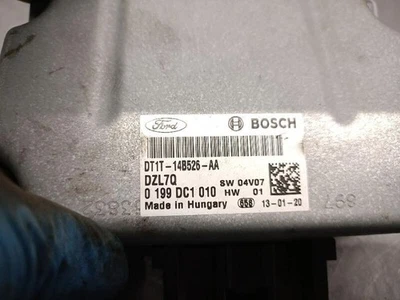 Ford BOSCH
DT1T-14B526-AA
DZL7Q SW 04V07
0 199 DC1 010 HW 01
Made in Hungary 656 13-01-20